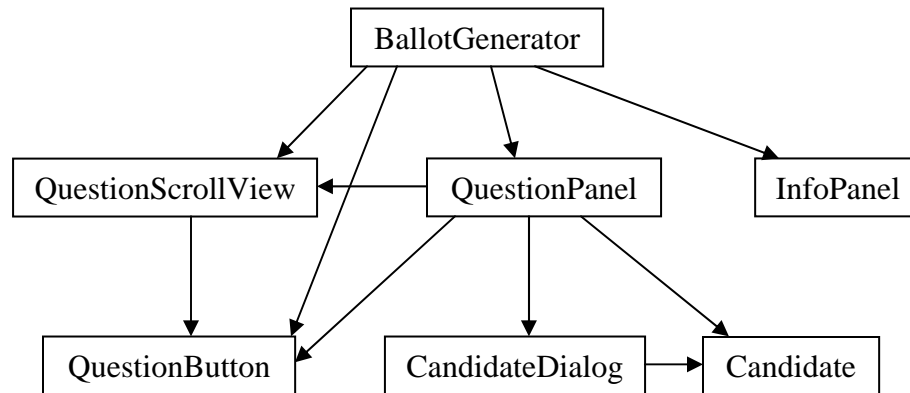 BallotGenerator
QuestionScrollView
QuestionPanel
InfoPanel
QuestionButton
CandidateDialog
Candidate